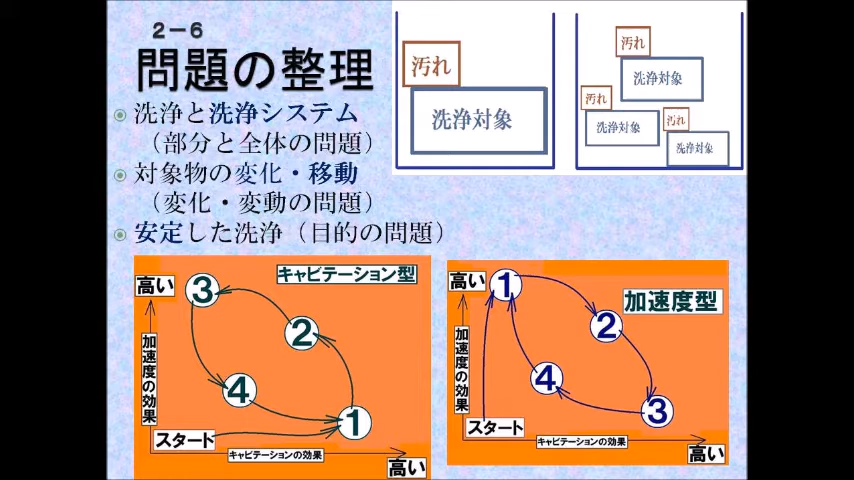 2－6
問題の整理
洗浄と洗浄システム
（部分と全体の問題）
対象物の変化・移動
（変化・変動の問題）
安定した洗浄（目的の問題）
汚れ
洗浄対象
汚れ
洗浄対象
汚れ
洗浄対象
汚れ
洗浄対象
キャビテーション型
高い
加速度の効果
3
2
4
1
スタート
キャビテーションの効果
高い
加速度型
高い
加速度の効果
1
2
4
3
スタート
キャビテーションの効果
高い